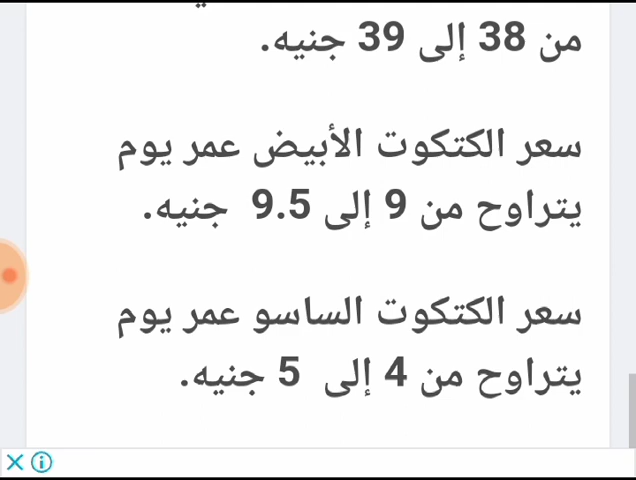 من 38 إلى 39 جنيه.
سعر الكتكوت الأبيض عمر يوم
يتراوح من 9 إلى 9.5 جنيه.
سعر الكتكوت الساسو عمر يوم
يتراوح من 4 إلى 5 جنيه.